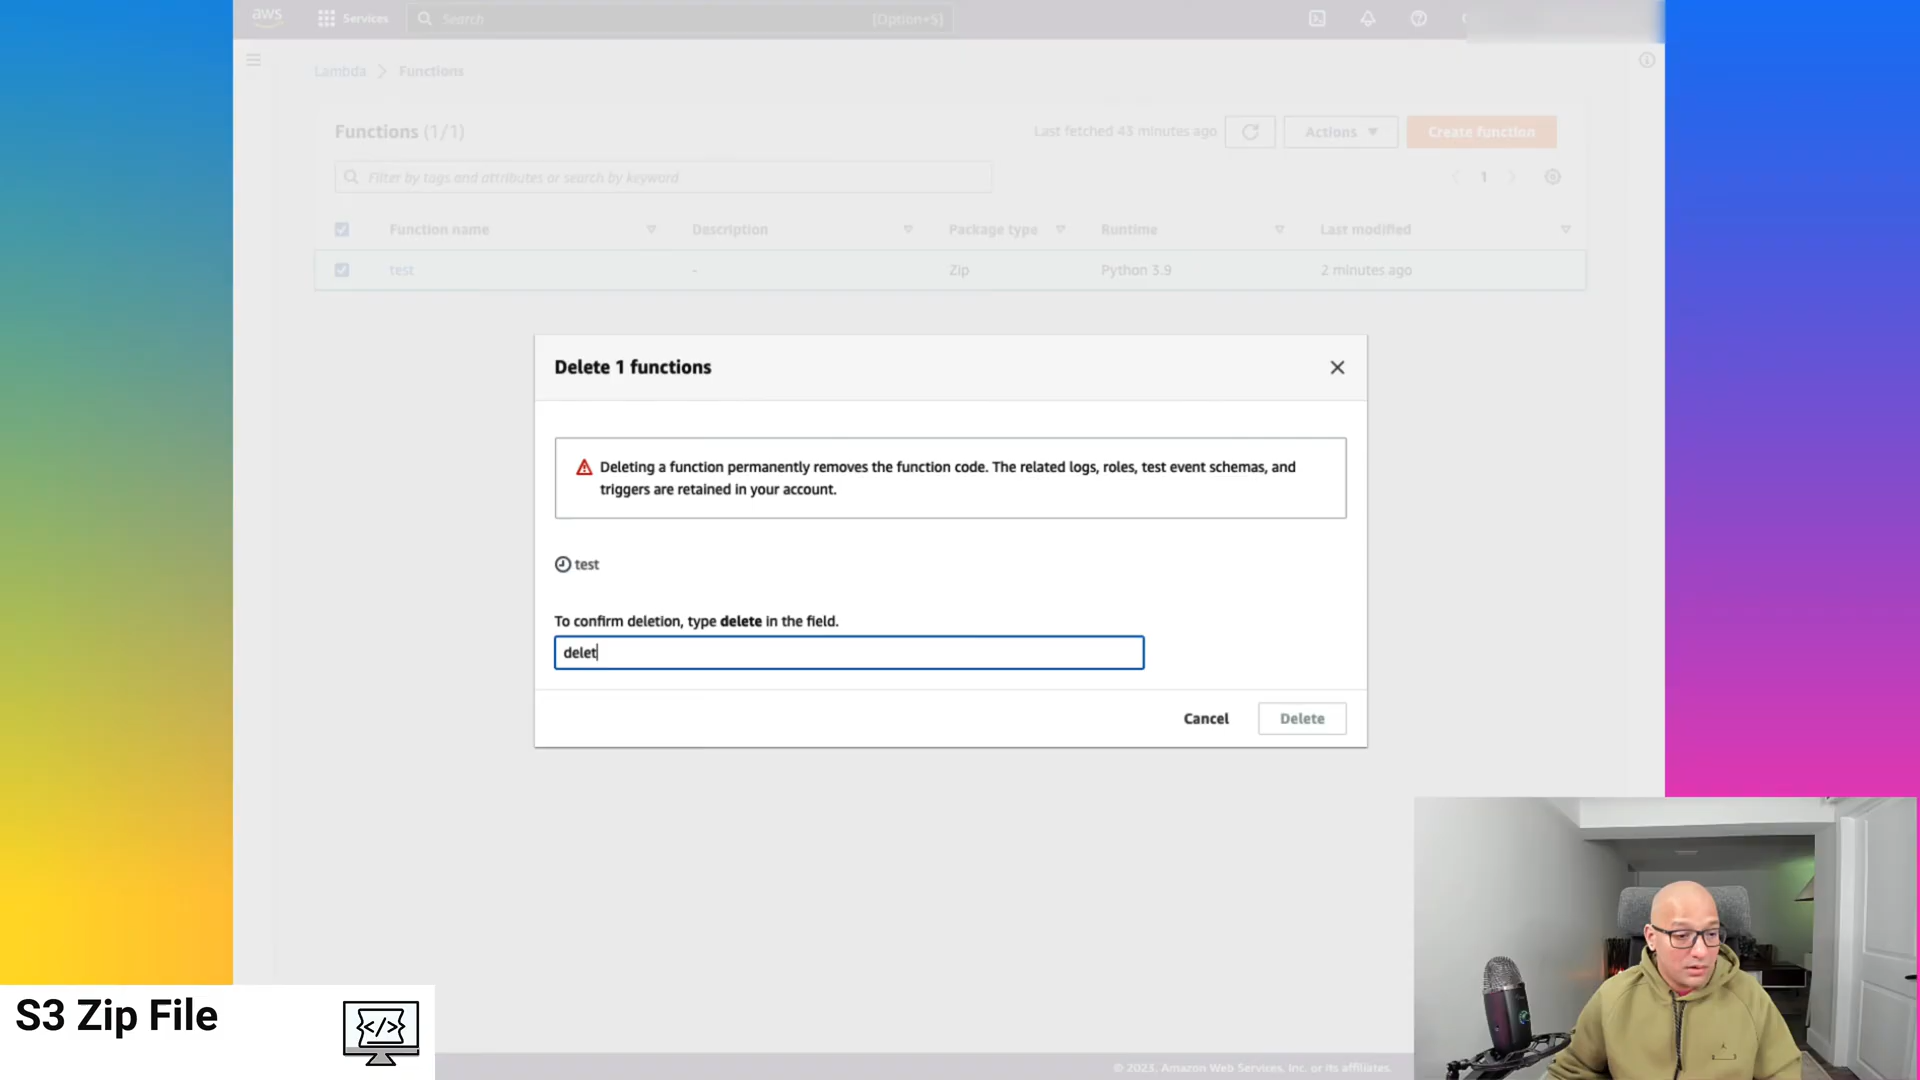 aws
Services
Search
[Option+S]
Lambda
Functions
Functions (1/1)
Last fetched 43 minutes ago
Actions
Create function
Filter by tags and attributes or search by keyword
1
Function name
Description
Package type
Runtime
Last modified
test
-
Zip
Python 3.9
2 minutes ago
Delete 1 functions
Deleting a function permanently removes the function code. The related logs, roles, test event schemas, and
triggers are retained in your account.
test
To confirm deletion, type delete in the field.
delet
Cancel
Delete
S3 Zip File
</>
© 2023, Amazon Web Services, Inc. or its affiliates.